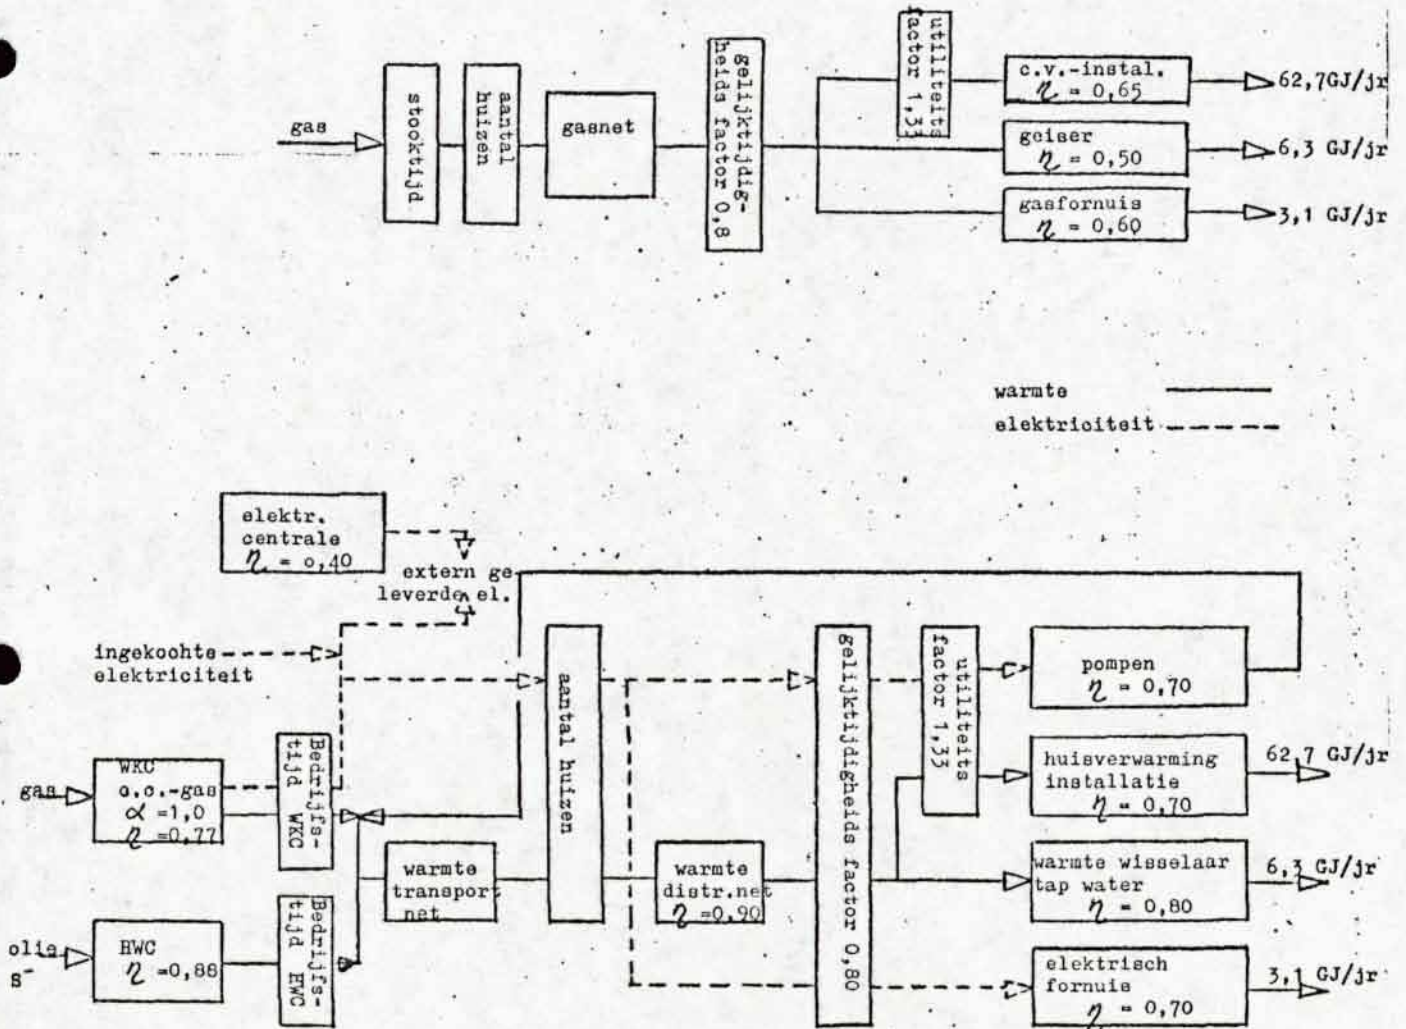 gas
stooktijd
aantal
huizen
gasnet
gelijktijdig-
heids factor 0,8
utiliteits
factor 1,33
c.v.-instal.
η = 0,65
62,7GJ/jr
geiser
η = 0,50
6,3 GJ/jr
gasfornuis
η = 0,60
3,1 GJ/jr
warmte
elektriciteit
elektr.
centrale
η = 0,40
extern ge
leverde el.
ingekochte
elektriciteit
gas
WKC
o.c.-gas
α =1,0
η =0,77
Bedrijfs-
tijd WKC
olie
s-
HWC
η =0,88
Bedrijfs-
tijd HWC
warmte
transport
net
aantal huizen
warmte
distr.net
η =0,90
gelijktijdigheids factor 0,80
utiliteits
factor 1,33
pompen
η = 0,70
huisverwarming
installatie
η = 0,70
62,7 GJ/jr
warmte wisselaar
tap water
η = 0,80
6,3 GJ/jr
elektrisch
fornuis
η = 0,70
3,1 GJ/jr